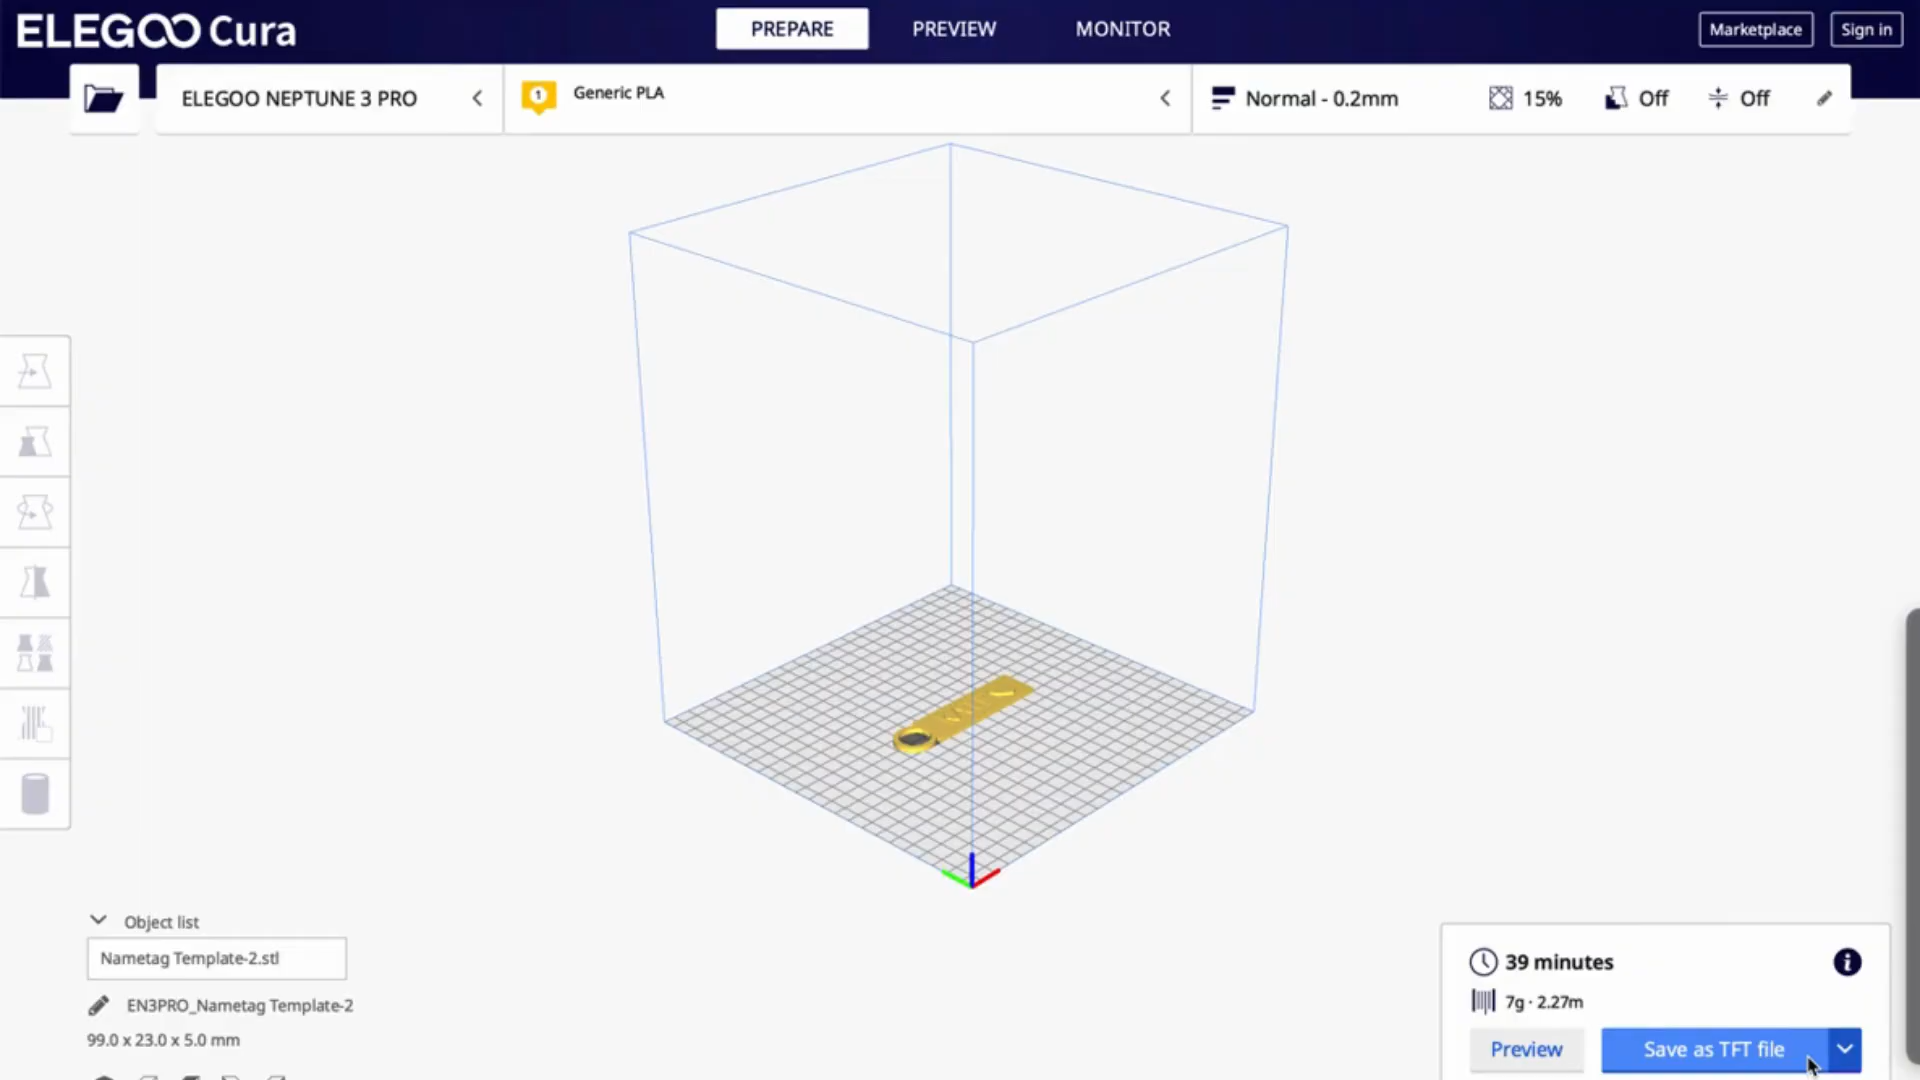 ELEGOO Cura
PREPARE
PREVIEW
MONITOR
Marketplace
Sign in
ELEGOO NEPTUNE 3 PRO
1
Generic PLA
Normal - 0.2mm
15%
Off
Off
Object list
Nametag Template-2.stl
EN3PRO_Nametag Template-2
99.0 x 23.0 x 5.0 mm
39 minutes
7g · 2.27m
Preview
Save as TFT file